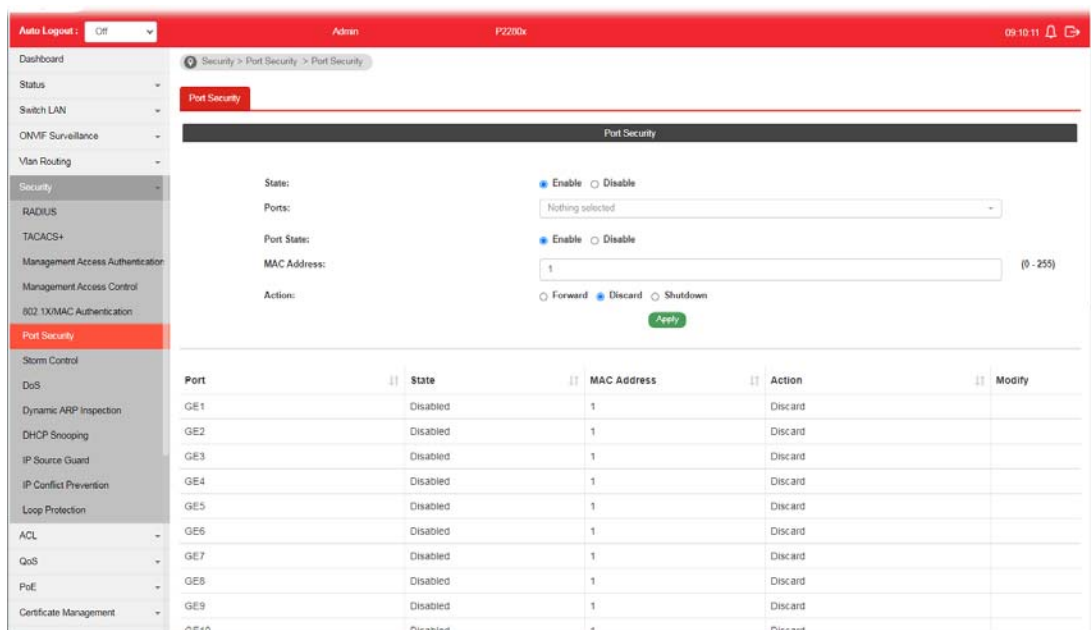 Auto Logout : Off Admin P2280x 09:10:11
Dashboard
Status
Switch LAN
ONVIF Surveillance
Vlan Routing
Security
RADIUS
TACACS+
Management Access Authentication
Management Access Control
802.1X/MAC Authentication
Port Security
Storm Control
DoS
Dynamic ARP Inspection
DHCP Snooping
IP Source Guard
IP Conflict Prevention
Loop Protection
ACL
QoS
PoE
Certificate Management
Security > Port Security > Port Security
Port Security
Port Security
State: Enable Disable
Ports: Nothing selected
Port State: Enable Disable
MAC Address: 1 (0 - 255)
Action: Forward Discard Shutdown
Apply
Port State MAC Address Action Modify
GE1 Disabled 1 Discard
GE2 Disabled 1 Discard
GE3 Disabled 1 Discard
GE4 Disabled 1 Discard
GE5 Disabled 1 Discard
GE6 Disabled 1 Discard
GE7 Disabled 1 Discard
GE8 Disabled 1 Discard
GE9 Disabled 1 Discard
GE10 Disabled 1 Discard